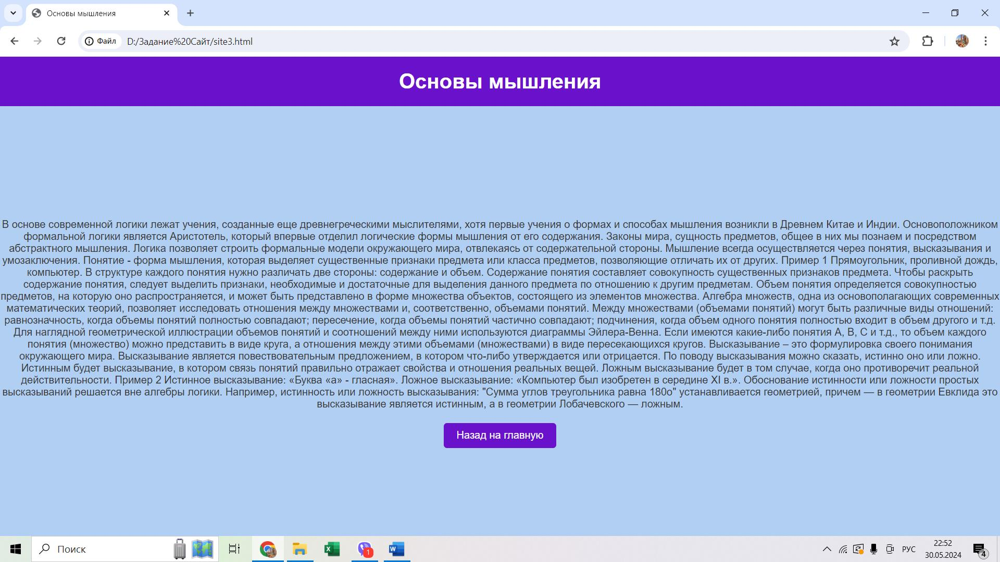 Основы мышления
Файл
D:/Задание%20Сайт/site3.html
Основы мышления
В основе современной логики лежат учения, созданные еще древнегреческими мыслителями, хотя первые учения о формах и способах мышления возникли в Древнем Китае и Индии. Основоположником
формальной логики является Аристотель, который впервые отделил логические формы мышления от его содержания. Законы мира, сущность предметов, общее в них мы познаем и посредством
абстрактного мышления. Логика позволяет строить формальные модели окружающего мира, отвлекаясь от содержательной стороны. Мышление всегда осуществляется через понятия, высказывания и
умозаключения. Понятие - форма мышления, которая выделяет существенные признаки предмета или класса предметов, позволяющие отличать их от других. Пример 1 Прямоугольник, проливной дождь,
компьютер. В структуре каждого понятия нужно различать две стороны: содержание и объем. Содержание понятия составляет совокупность существенных признаков предмета. Чтобы раскрыть
содержание понятия, следует выделить признаки, необходимые и достаточные для выделения данного предмета по отношению к другим предметам. Объем понятия определяется совокупностью
предметов, на которую оно распространяется, и может быть представлено в форме множества объектов, состоящего из элементов множества. Алгебра множеств, одна из основополагающих современных
математических теорий, позволяет исследовать отношения между множествами и, соответственно, объемами понятий. Между множествами (объемами понятий) могут быть различные виды отношений:
равнозначность, когда объемы понятий полностью совпадают; пересечение, когда объемы понятий частично совпадают; подчинения, когда объем одного понятия полностью входит в объем другого и т.д.
Для наглядной геометрической иллюстрации объемов понятий и соотношений между ними используются диаграммы Эйлера-Венна. Если имеются какие-либо понятия А, В, С и т.д., то объем каждого
понятия (множество) можно представить в виде круга, а отношения между этими объемами (множествами) в виде пересекающихся кругов. Высказывание – это формулировка своего понимания
окружающего мира. Высказывание является повествовательным предложением, в котором что-либо утверждается или отрицается. По поводу высказывания можно сказать, истинно оно или ложно.
Истинным будет высказывание, в котором связь понятий правильно отражает свойства и отношения реальных вещей. Ложным высказывание будет в том случае, когда оно противоречит реальной
действительности. Пример 2 Истинное высказывание: «Буква «а» - гласная». Ложное высказывание: «Компьютер был изобретен в середине XI в.». Обоснование истинности или ложности простых
высказываний решается вне алгебры логики. Например, истинность или ложность высказывания: "Сумма углов треугольника равна 180о" устанавливается геометрией, причем — в геометрии Евклида это
высказывание является истинным, а в геометрии Лобачевского — ложным.
Назад на главную
Поиск
1
РУС
22:52
30.05.2024
4